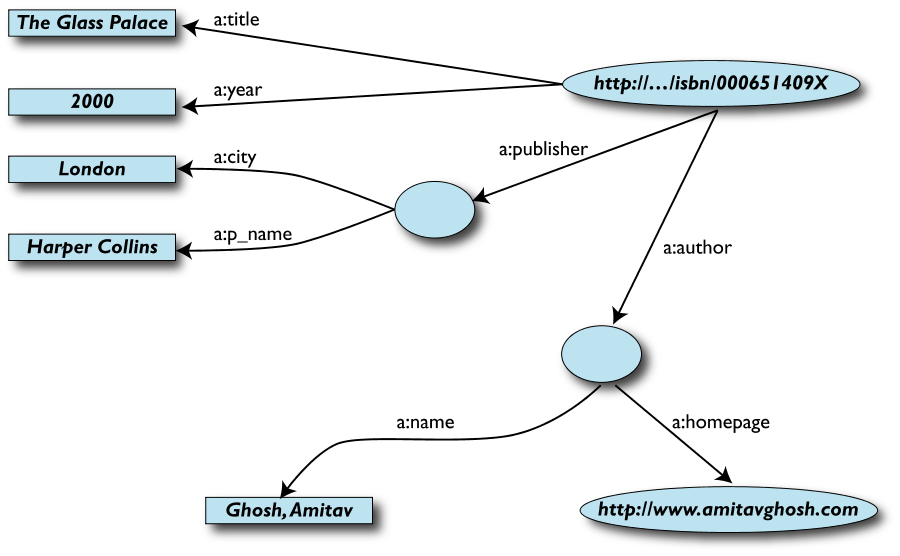 The Glass Palace
a:title
http://…/isbn/000651409X
2000
a:year
a:publisher
London
a:city
Harper Collins
a:p_name
a:author
a:name
a:homepage
Ghosh, Amitav
http://www.amitavghosh.com